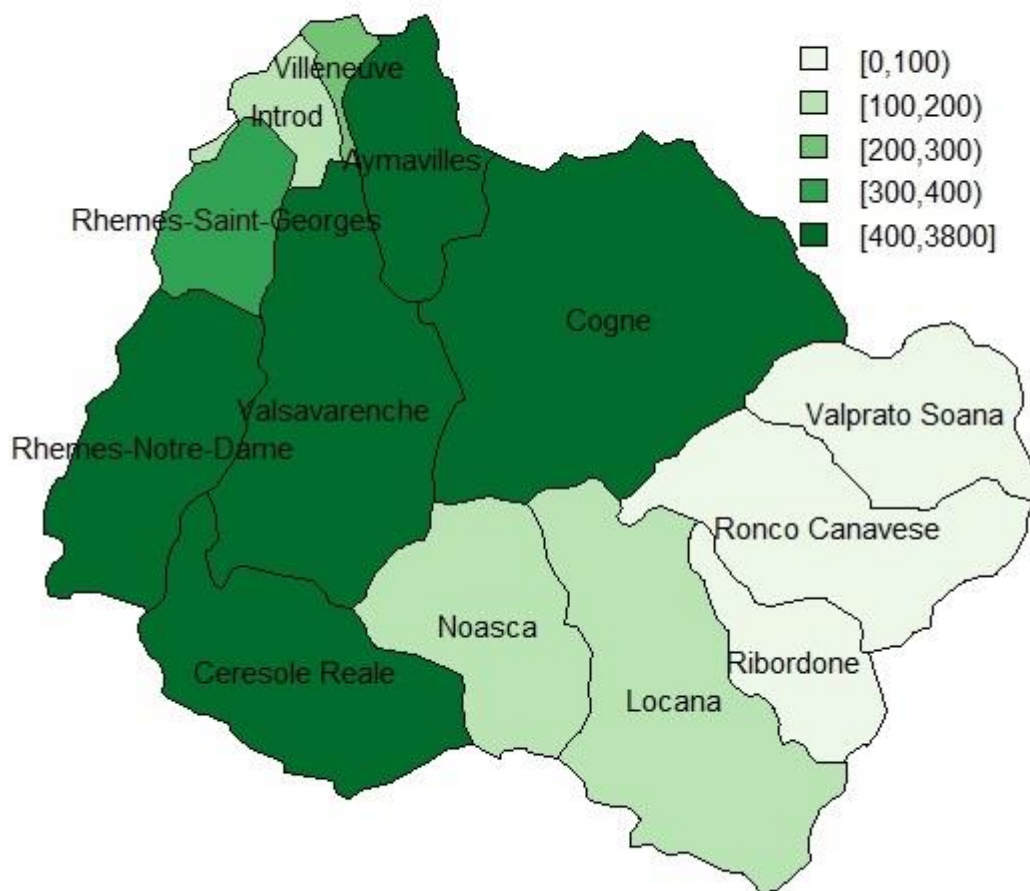 Villeneuve
[0,100)
Introd
[100,200)
Aymavilles
[200,300)
Rhemes-Saint-Georges
[300,400)
[400,3800]
Cogne
Valsavarenche
Valprato Soana
Rhemes-Notre-Dame
Ronco Canavese
Noasca
Ribordone
Ceresole Reale
Locana